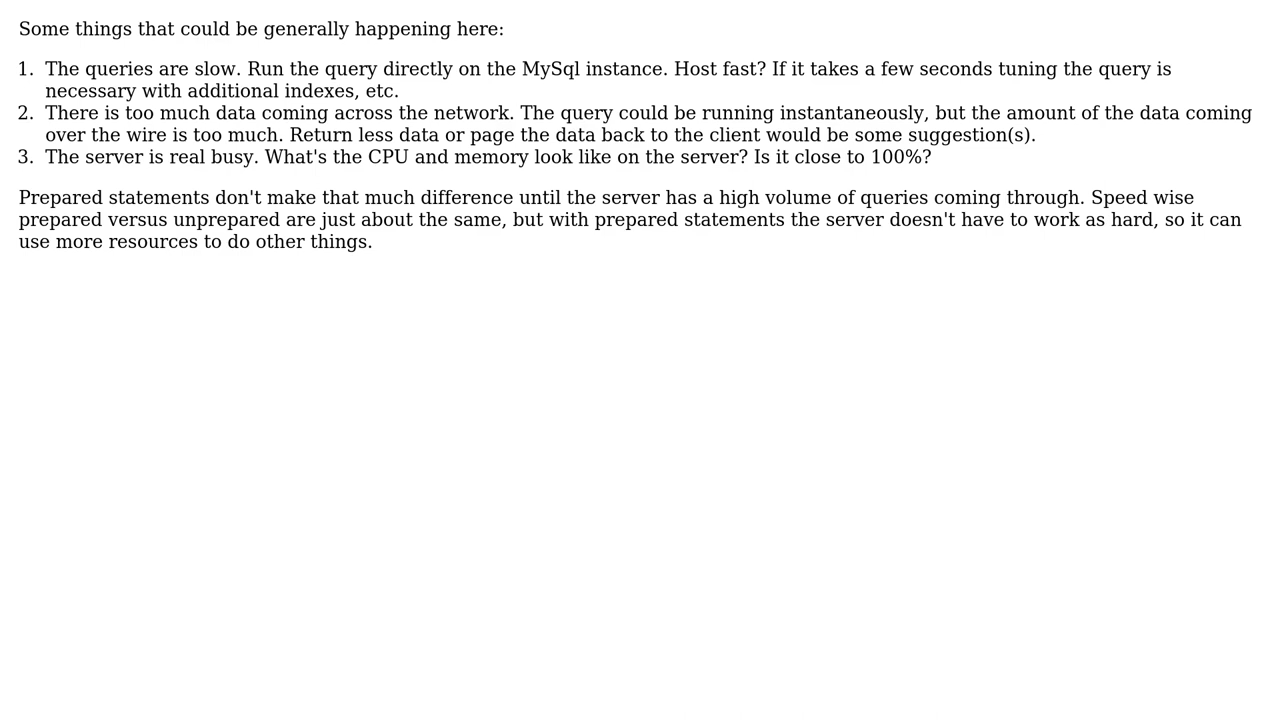 Some things that could be generally happening here:
1. The queries are slow. Run the query directly on the MySql instance. Host fast? If it takes a few seconds tuning the query is
necessary with additional indexes, etc.
2. There is too much data coming across the network. The query could be running instantaneously, but the amount of the data coming
over the wire is too much. Return less data or page the data back to the client would be some suggestion(s).
3. The server is real busy. What's the CPU and memory look like on the server? Is it close to 100%?
Prepared statements don't make that much difference until the server has a high volume of queries coming through. Speed wise
prepared versus unprepared are just about the same, but with prepared statements the server doesn't have to work as hard, so it can
use more resources to do other things.